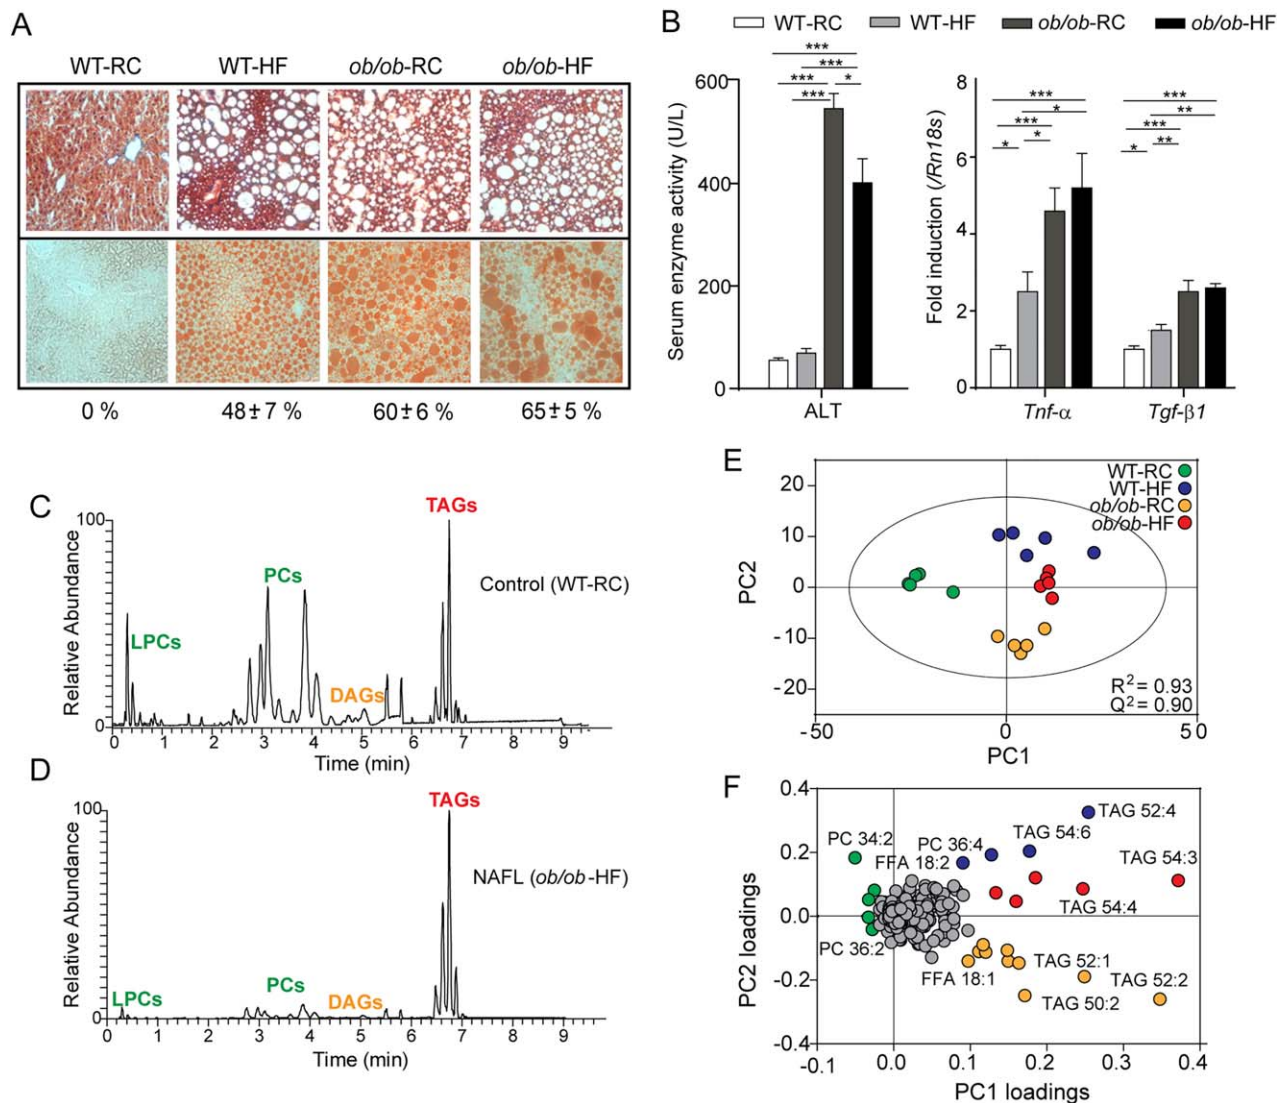 A
WT-RC WT-HF ob/ob-RC ob/ob-HF
0 % 48±7 % 60±6 % 65±5 %
B
WT-RC WT-HF ob/ob-RC ob/ob-HF
Serum enzyme activity (U/L)
600
400
200
0
***
***
*** *
***
ALT
Fold induction (/Rn18s)
8
6
4
2
0
***
*
***
* *
Tnf-α
***
**
***
* **
Tgf-β1
C
Relative Abundance
100
0
LPCs
PCs
DAGs
TAGs
Control (WT-RC)
0 1 2 3 4 5 6 7 8 9
Time (min)
D
Relative Abundance
100
0
LPCs
PCs
DAGs
TAGs
NAFL (ob/ob-HF)
0 1 2 3 4 5 6 7 8 9
Time (min)
E
PC2
20
10
0
-10
-20
WT-RC
WT-HF
ob/ob-RC
ob/ob-HF
R2= 0.93
Q2= 0.90
-50 0 50
PC1
F
PC2 loadings
0.4
0.2
0.0
-0.2
-0.4
TAG 52:4
PC 34:2 PC 36:4 TAG 54:6
FFA 18:2 TAG 54:3
TAG 54:4
PC 36:2
FFA 18:1 TAG 52:1
TAG 52:2
TAG 50:2
-0.1 0.0 0.1 0.2 0.3 0.4
PC1 loadings